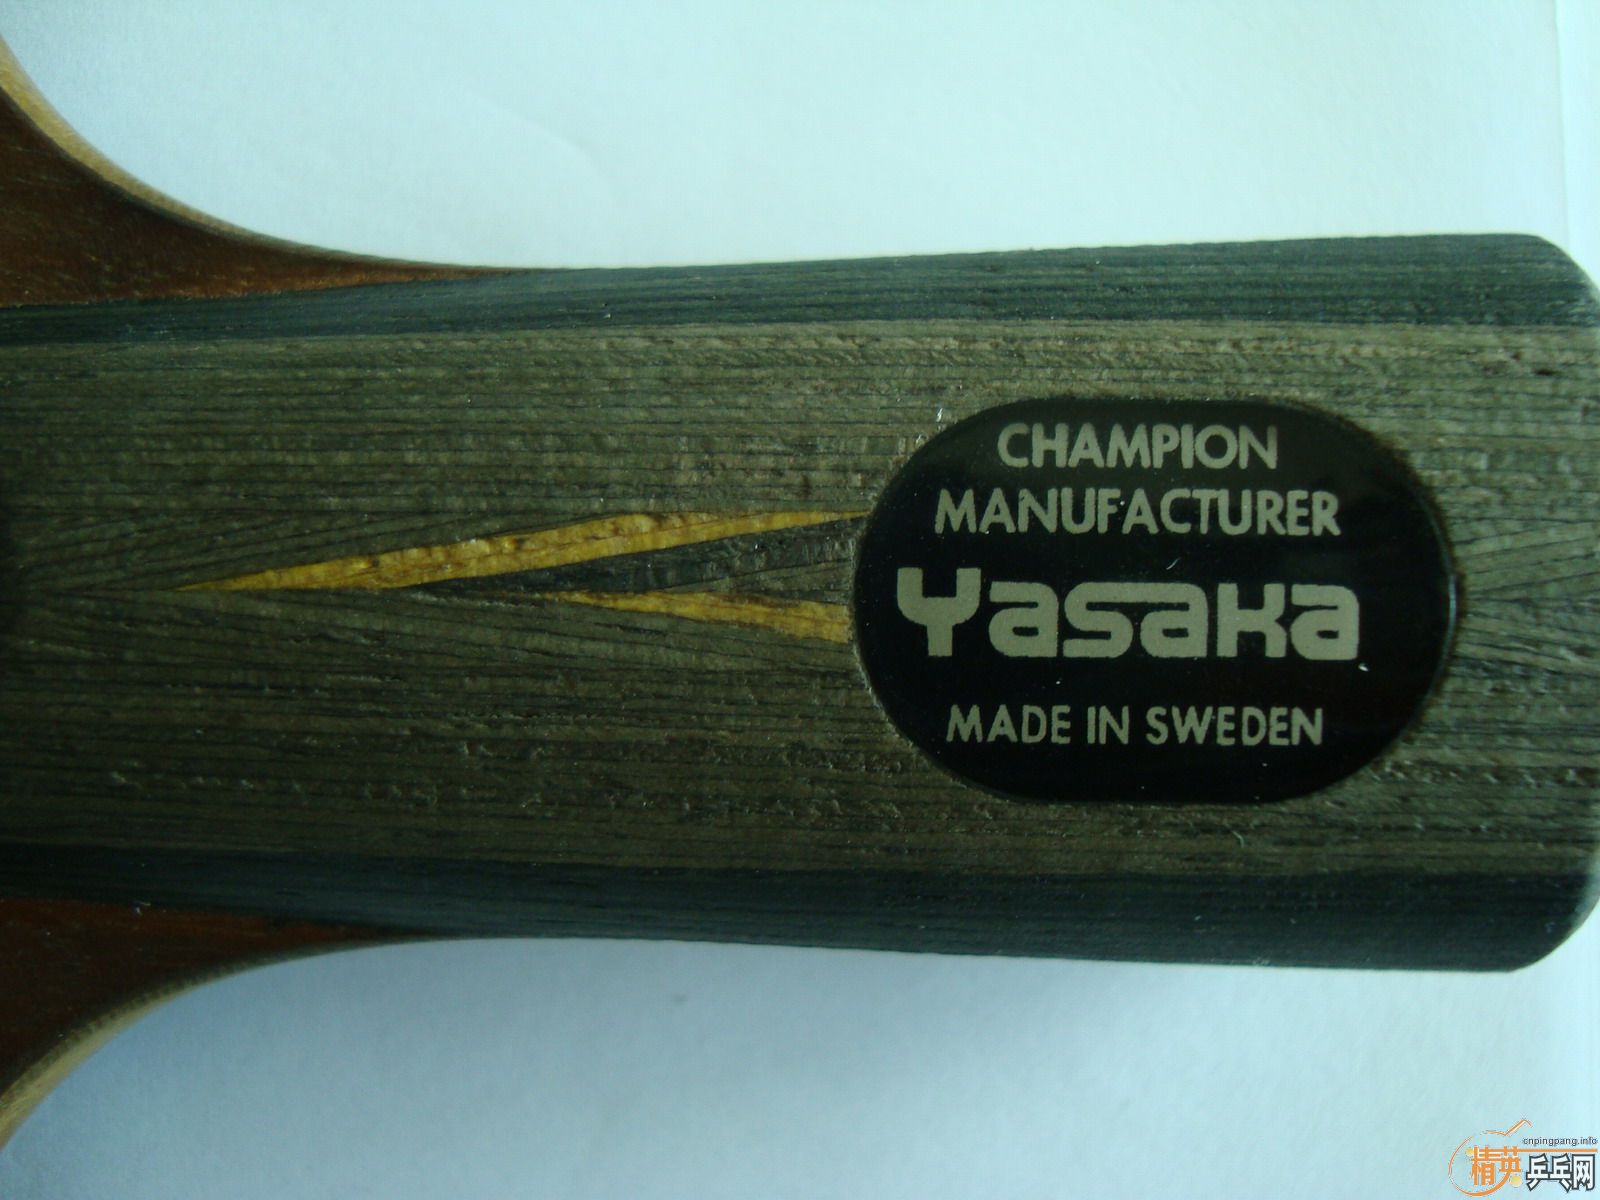 CHAMPION
MANUFACTURER
Yasaka
MADE IN SWEDEN
cnpingpang.info
精英乒乓网